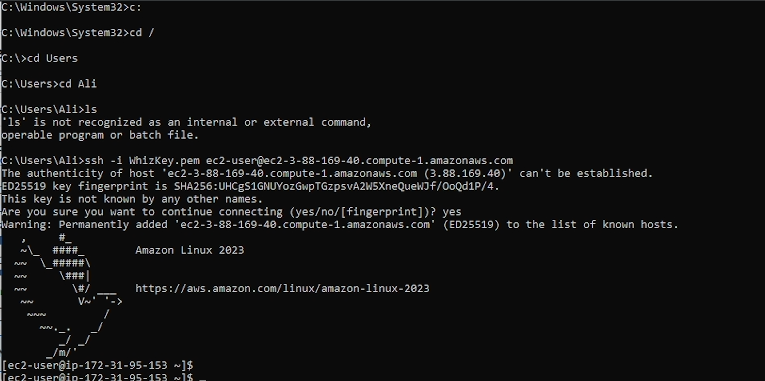 C:\Windows\System32>c:
C:\Windows\System32>cd /
C:\>cd Users
C:\Users>cd Ali
C:\Users\Ali>ls
'ls' is not recognized as an internal or external command,
operable program or batch file.
C:\Users\Ali>ssh -i WhizKey.pem ec2-user@ec2-3-88-169-40.compute-1.amazonaws.com
The authenticity of host 'ec2-3-88-169-40.compute-1.amazonaws.com (3.88.169.40)' can't be established.
ED25519 key fingerprint is SHA256:UHCgS1GNUYozGwpTGzpsvA2W5XneQueWJf/OoQd1P/4.
This key is not known by any other names.
Are you sure you want to continue connecting (yes/no/[fingerprint])? yes
Warning: Permanently added 'ec2-3-88-169-40.compute-1.amazonaws.com' (ED25519) to the list of known hosts.
   ,     #_
   ~\_  ####_        Amazon Linux 2023
  ~~  \_#####\
  ~~     \###|
  ~~       \#/ ___   https://aws.amazon.com/linux/amazon-linux-2023
   ~~       V~' '->
    ~~~         /
      ~~._.   _/
         _/ _/
       _/m/'
[ec2-user@ip-172-31-95-153 ~]$
[ec2-user@ip-172-31-95-153 ~]$ _